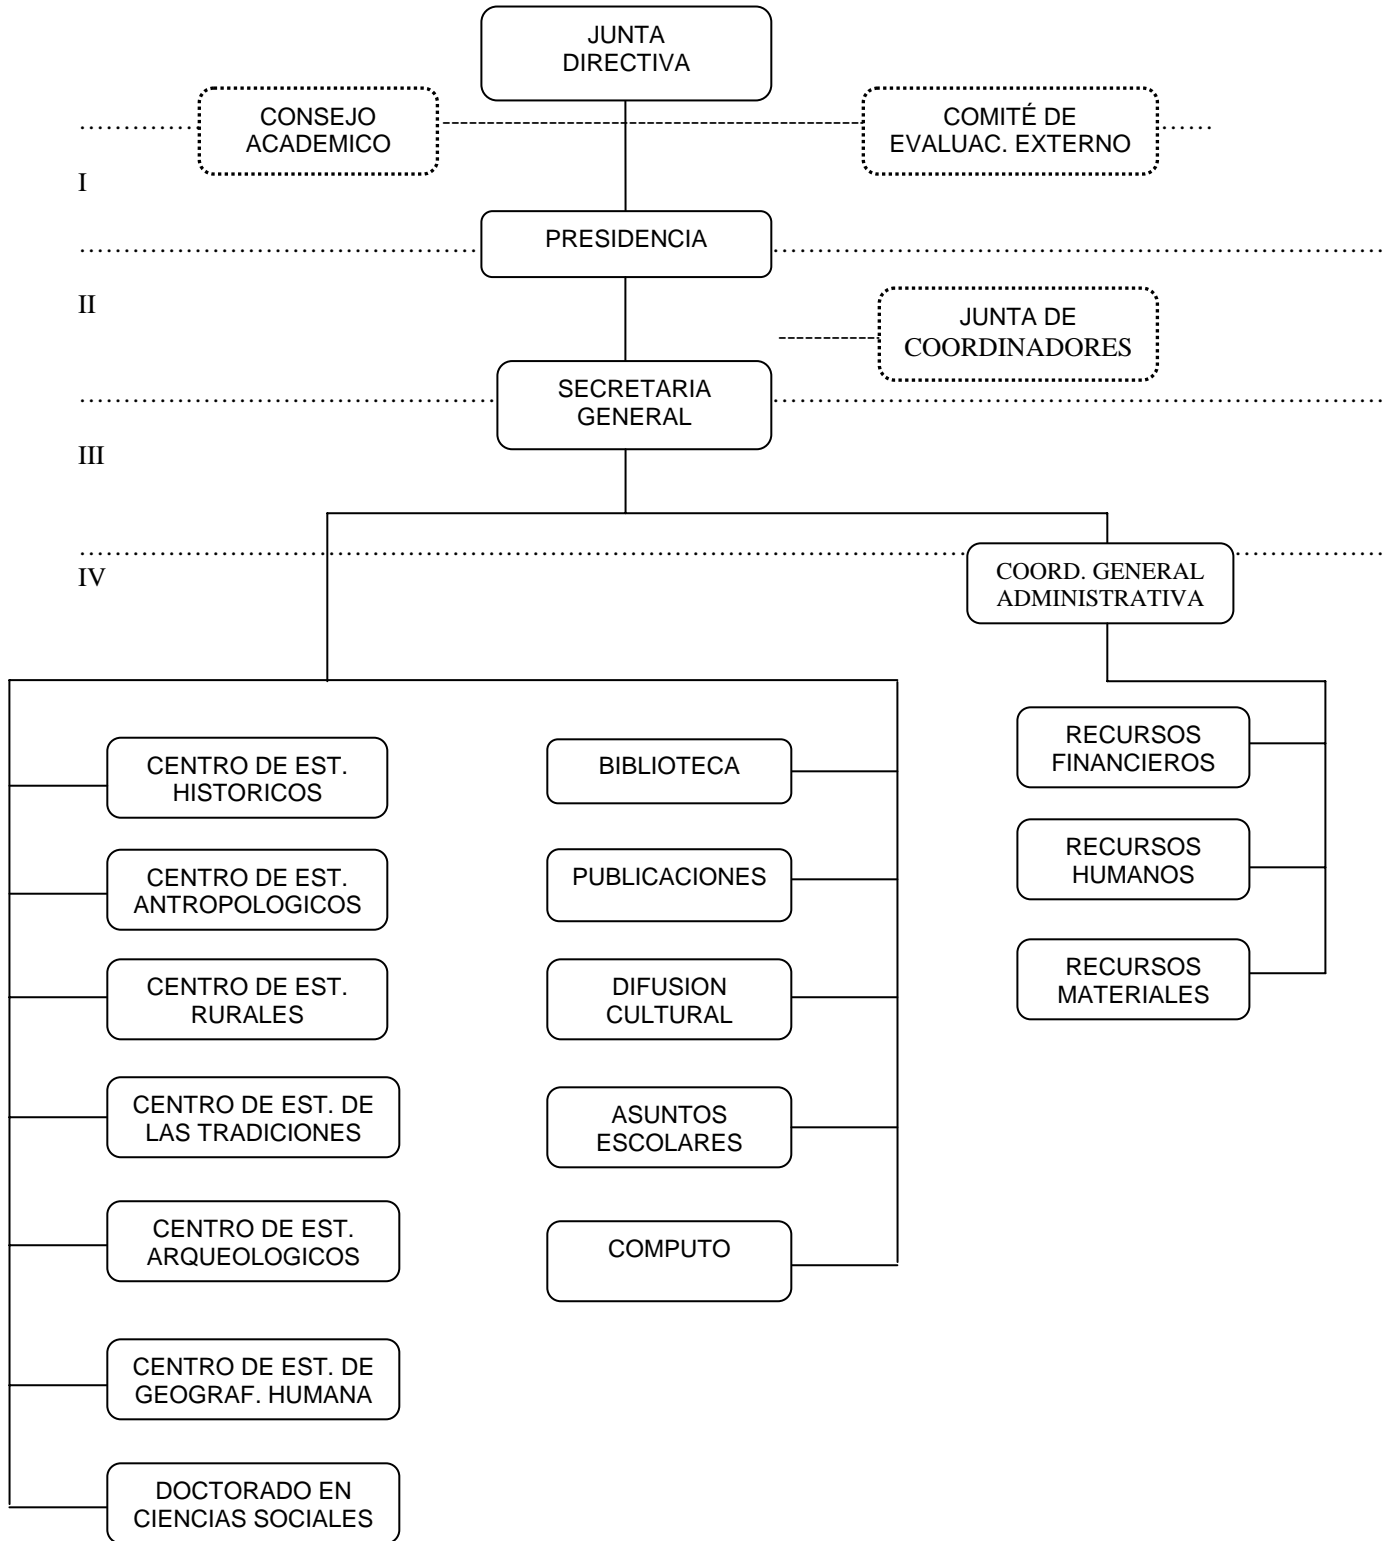 JUNTA
DIRECTIVA
CONSEJO
ACADEMICO
COMITÉ DE
EVALUAC. EXTERNO
I
PRESIDENCIA
II
JUNTA DE
COORDINADORES
SECRETARIA
GENERAL
III
IV
COORD. GENERAL
ADMINISTRATIVA
CENTRO DE EST.
HISTORICOS
CENTRO DE EST.
ANTROPOLOGICOS
CENTRO DE EST.
RURALES
CENTRO DE EST. DE
LAS TRADICIONES
CENTRO DE EST.
ARQUEOLOGICOS
CENTRO DE EST. DE
GEOGRAF. HUMANA
DOCTORADO EN
CIENCIAS SOCIALES
BIBLIOTECA
PUBLICACIONES
DIFUSION
CULTURAL
ASUNTOS
ESCOLARES
COMPUTO
RECURSOS
FINANCIEROS
RECURSOS
HUMANOS
RECURSOS
MATERIALES